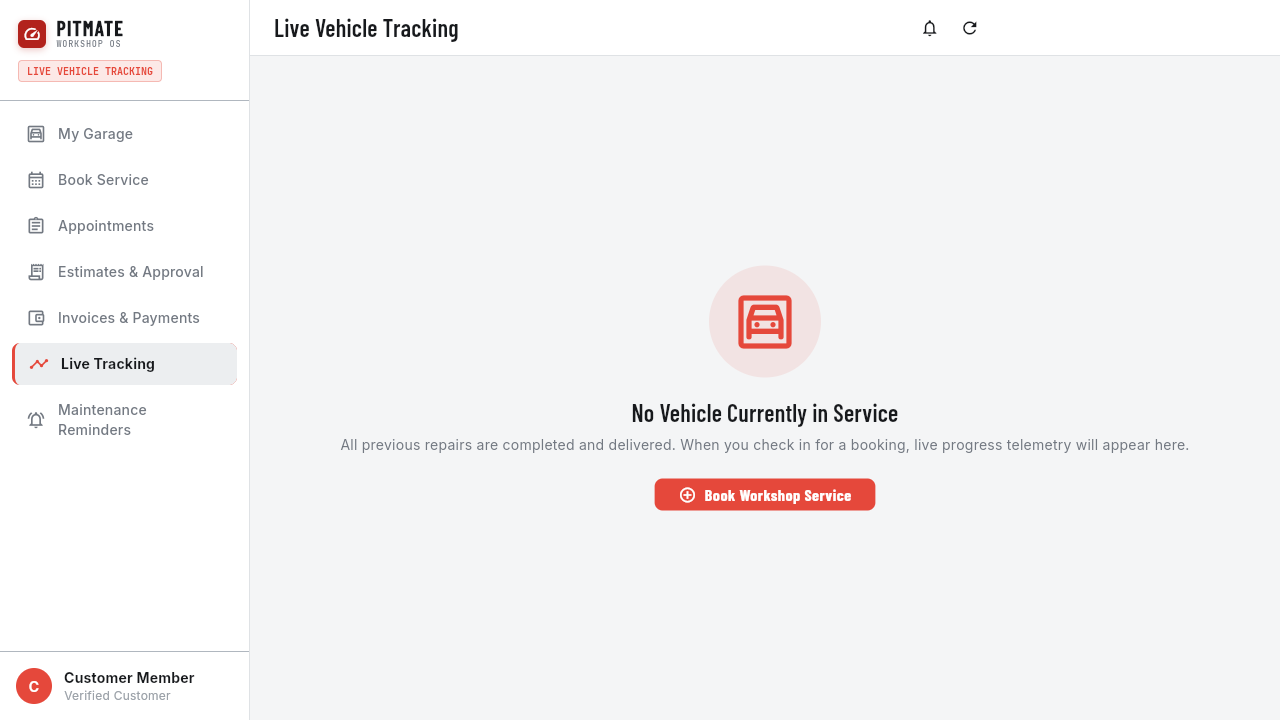 PITMATE
WORKSHOP OS
LIVE VEHICLE TRACKING
My Garage
Book Service
Appointments
Estimates & Approval
Invoices & Payments
Live Tracking
Maintenance
Reminders
C
Customer Member
Verified Customer
Live Vehicle Tracking
No Vehicle Currently in Service
All previous repairs are completed and delivered. When you check in for a booking, live progress telemetry will appear here.
Book Workshop Service